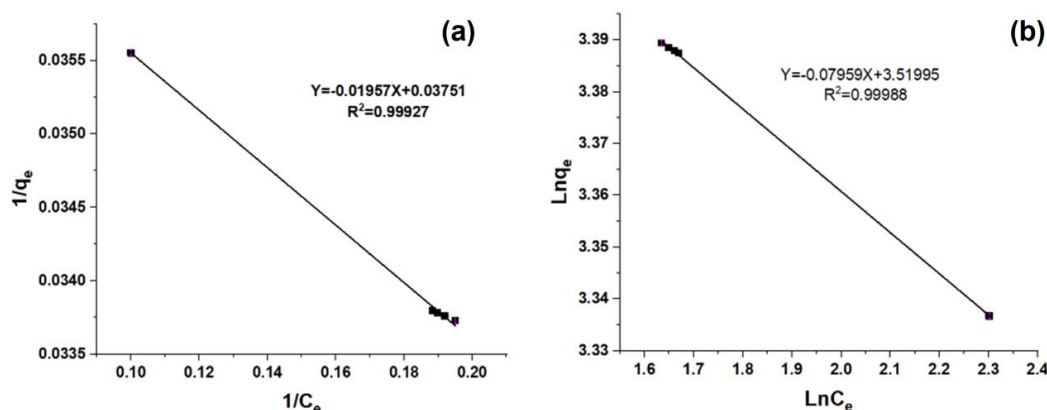 (a)
Y=-0.01957X+0.03751
R²=0.99927
1/qₑ
0.0355
0.0350
0.0345
0.0340
0.0335
0.10 0.12 0.14 0.16 0.18 0.20
1/Cₑ
(b)
Y=-0.07959X+3.51995
R²=0.99988
Lnqₑ
3.39
3.38
3.37
3.36
3.35
3.34
3.33
1.6 1.7 1.8 1.9 2.0 2.1 2.2 2.3 2.4
LnCₑ